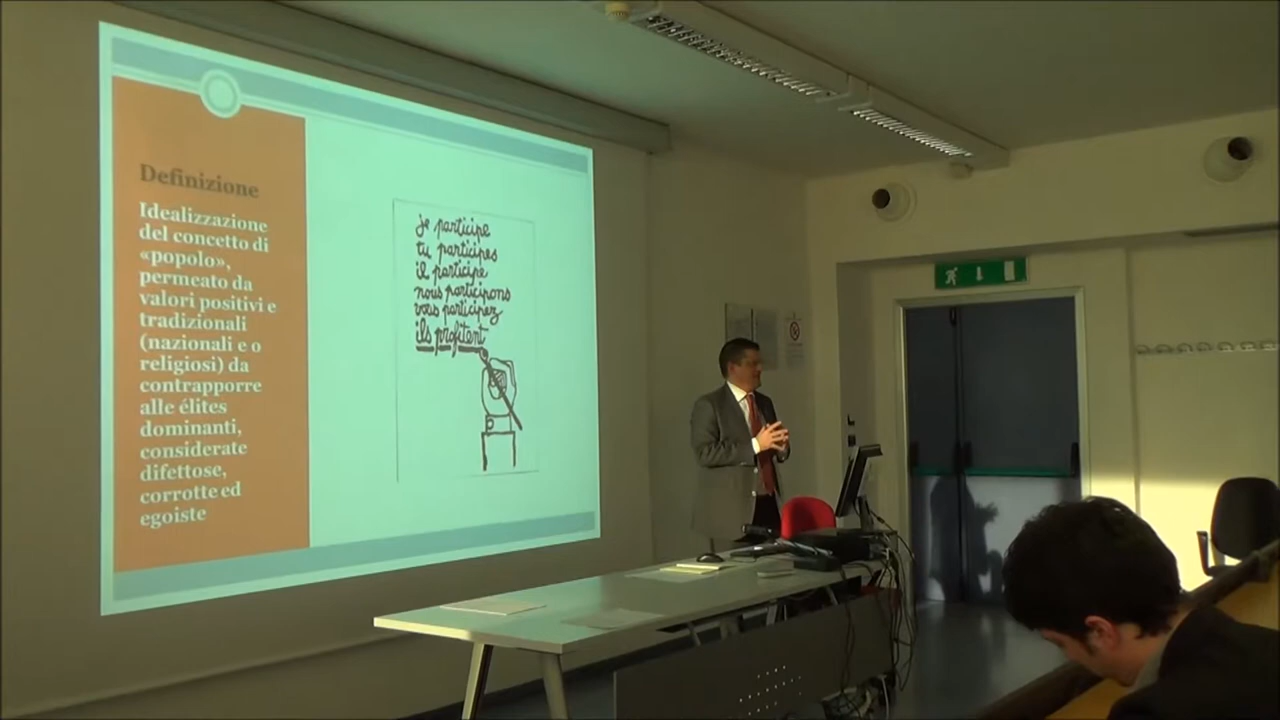 Definizione
Idealizzazione
del concetto di
«popolo»,
permeato da
valori positivi e
tradizionali
(nazionali e o
religiosi) da
contrapporre
alle élites
dominanti,
considerate
difettose,
corrotte ed
egoiste
je participe
tu participes
il participe
nous participons
vous participez
ils profitent